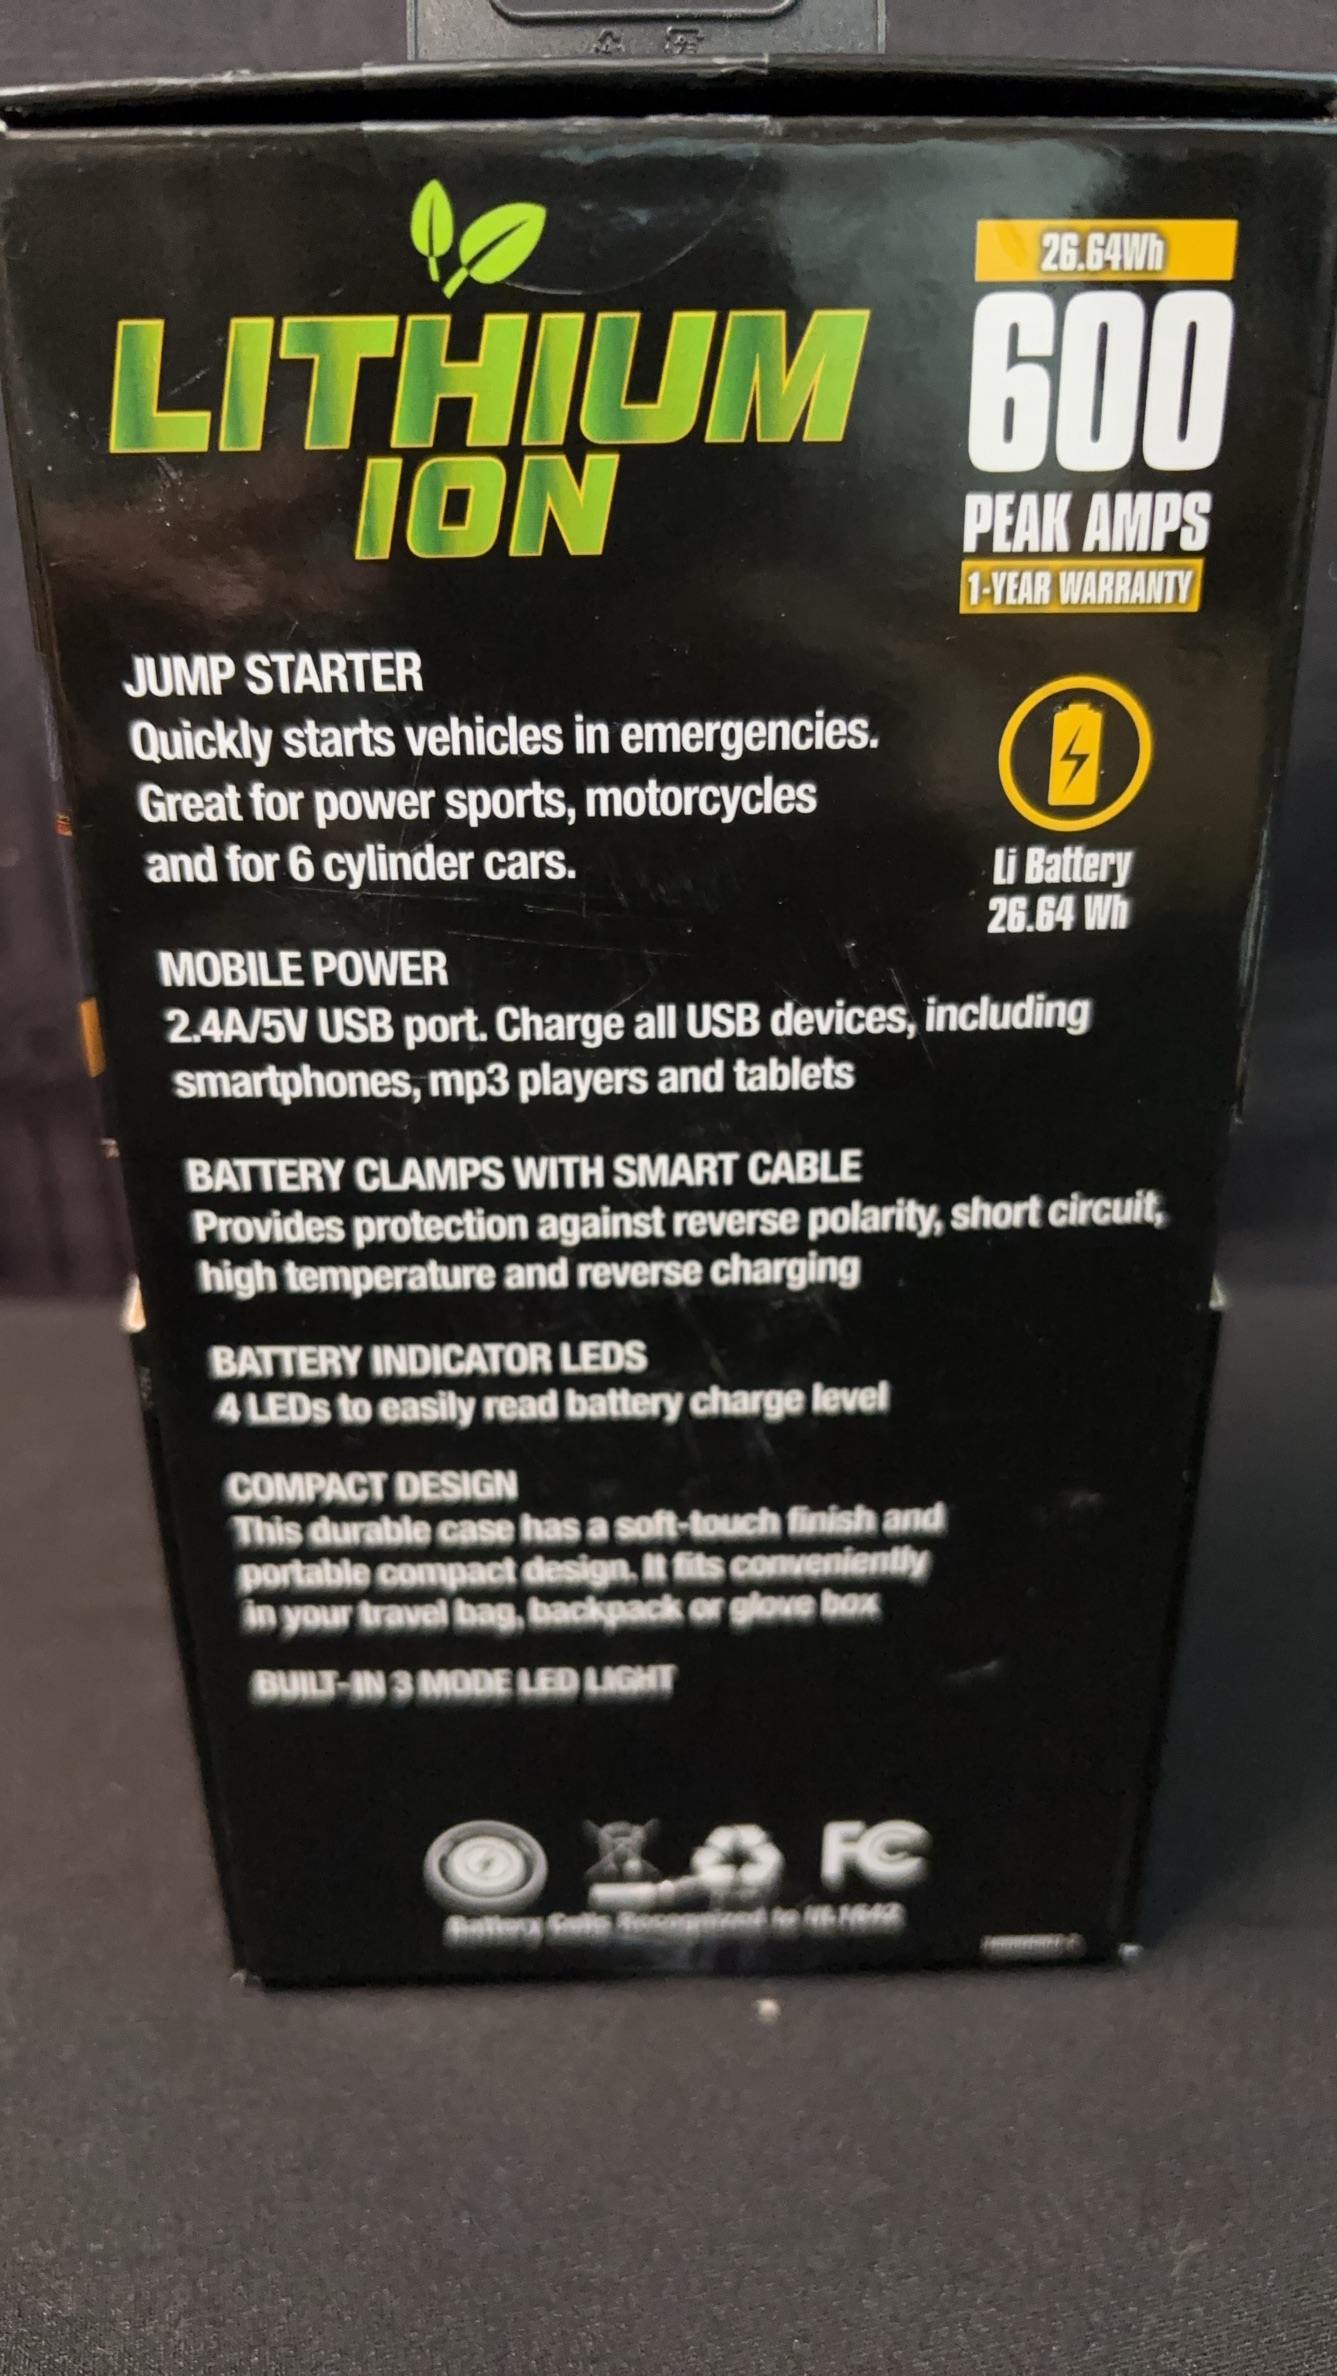 LITHIUM
ION
26.64Wh
600
PEAK AMPS
1-YEAR WARRANTY
JUMP STARTER
Quickly starts vehicles in emergencies.
Great for power sports, motorcycles
and for 6 cylinder cars.
Li Battery
26.64 Wh
MOBILE POWER
2.4A/5V USB port. Charge all USB devices, including
smartphones, mp3 players and tablets
BATTERY CLAMPS WITH SMART CABLE
Provides protection against reverse polarity, short circuit,
high temperature and reverse charging
BATTERY INDICATOR LEDS
4 LEDs to easily read battery charge level
COMPACT DESIGN
This durable case has a soft-touch finish and
portable compact design. It fits conveniently
in your travel bag, backpack or glove box
BUILT-IN 3 MODE LED LIGHT
FC
Battery Cells Recognized to UL1642